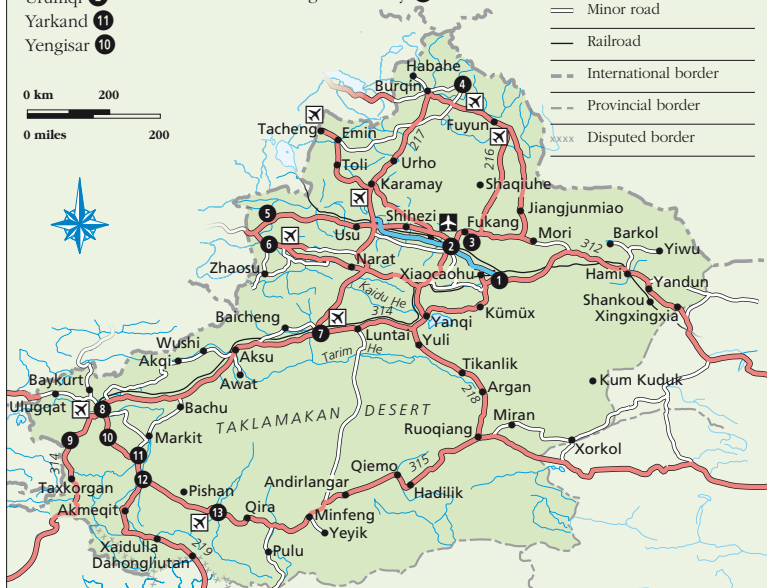 Yarkand 11
Yengisar 10
0 km 200
0 miles 200
Minor road
Railroad
International border
Provincial border
xxxx Disputed border
Habahe
Burqin
4
Tacheng
Emin
Fuyun
217
216
Toli
Urho
Karamay
Shaqiuhe
5
Shihezi
Fukang
Jiangjunmiao
6
Usu
2
3
Mori
312
Barkol
Yiwu
Zhaosu
Narat
Xiaocaohu
1
Hami
Yandun
Kaidu He
Shankou
Xingxingxia
Baicheng
314
Kümüx
7
Yanqi
Wushi
Luntai
Yuli
Akqi
Aksu
Tarim He
Awat
Tikanlik
Baykurt
218
Argan
Kum Kuduk
Ulugqat
8
Bachu
TAKLAMAKAN DESERT
Miran
9
10
Markit
Ruoqiang
Xorkol
11
314
12
Qiemo
315
Taxkorgan
Pishan
Andirlangar
Hadilik
Akmeqit
13
Qira
Minfeng
Yeyik
Xaidulla
219
Pulu
Dahongliutan